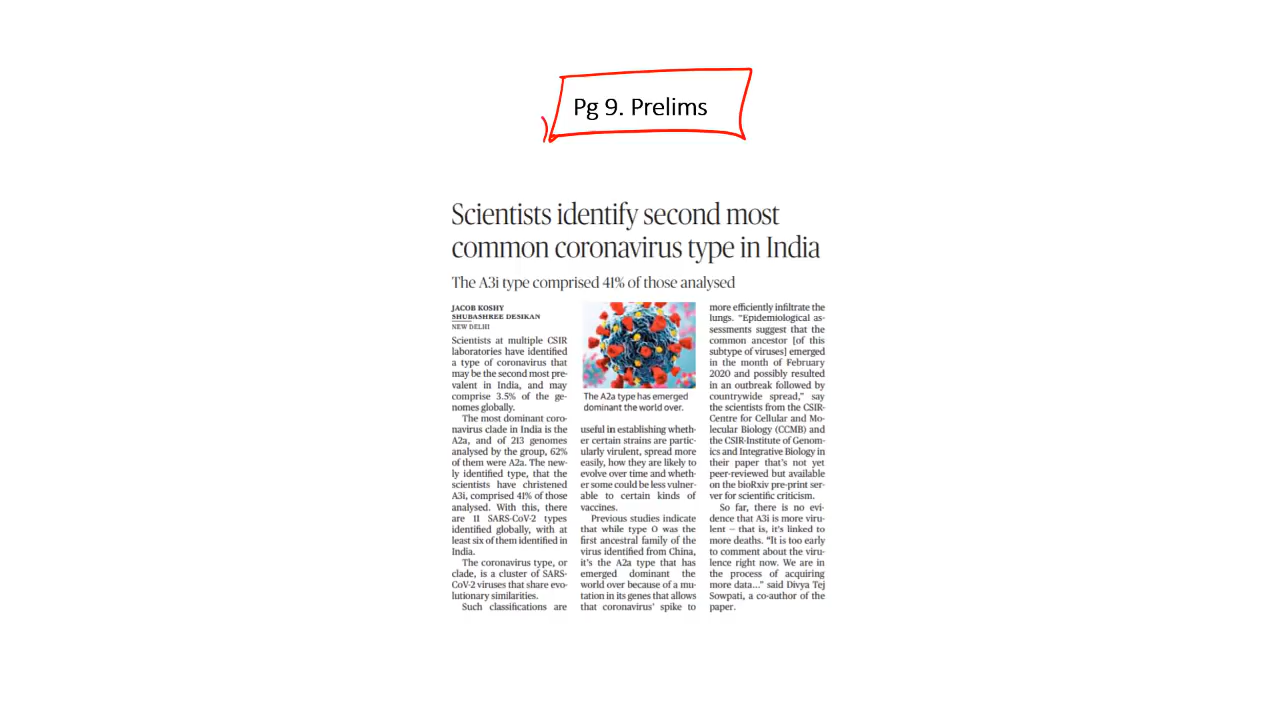 Pg 9. Prelims
Scientists identify second most
common coronavirus type in India
The A3i type comprised 41% of those analysed
JACOB KOSHY
SHUBASHREE DESIKAN
NEW DELHI
Scientists at multiple CSIR
laboratories have identified
a type of coronavirus that
may be the second most pre-
valent in India, and may
comprise 3.5% of the ge-
nomes globally.
The most dominant coro-
navirus clade in India is the
A2a, and of 213 genomes
analysed by the group, 62%
of them were A2a. The new-
ly identified type, that the
scientists have christened
A3i, comprised 41% of those
analysed. With this, there
are 11 SARS-CoV-2 types
identified globally, with at
least six of them identified in
India.
The coronavirus type, or
clade, is a cluster of SARS-
CoV-2 viruses that share evo-
lutionary similarities.
Such classifications are
The A2a type has emerged
dominant the world over.
useful in establishing wheth-
er certain strains are partic-
ularly virulent, spread more
easily, how they are likely to
evolve over time and wheth-
er some could be less vulner-
able to certain kinds of
vaccines.
Previous studies indicate
that while type O was the
first ancestral family of the
virus identified from China,
it's the A2a type that has
emerged dominant the
world over because of a mu-
tation in its genes that allows
that coronavirus' spike to
more efficiently infiltrate the
lungs. "Epidemiological as-
sessments suggest that the
common ancestor [of this
subtype of viruses] emerged
in the month of February
2020 and possibly resulted
in an outbreak followed by
countrywide spread," say
the scientists from the CSIR-
Centre for Cellular and Mo-
lecular Biology (CCMB) and
the CSIR-Institute of Genom-
ics and Integrative Biology in
their paper that's not yet
peer-reviewed but available
on the bioRxiv pre-print ser-
ver for scientific criticism.
So far, there is no evi-
dence that A3i is more viru-
lent — that is, it's linked to
more deaths. "It is too early
to comment about the viru-
lence right now. We are in
the process of acquiring
more data..." said Divya Tej
Sowpati, a co-author of the
paper.